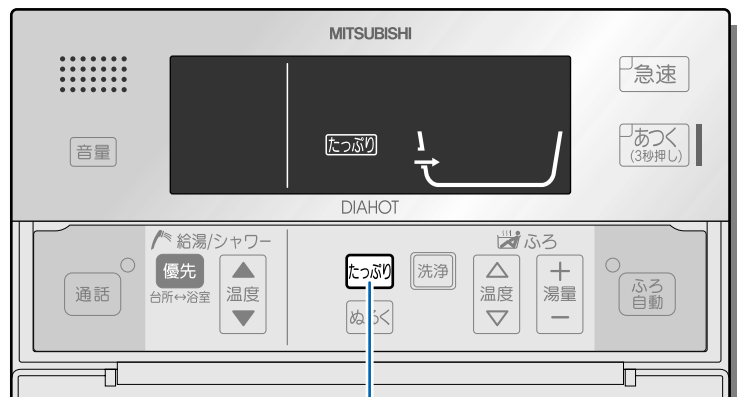 MITSUBISHI
急速
音量
たっぷり
あつく
(3秒押し)
DIAHOT
給湯/シャワー
ふろ
通話
優先
台所↔浴室
温度
たっぷり
洗浄
ぬるく
温度
湯量
ふろ
自動